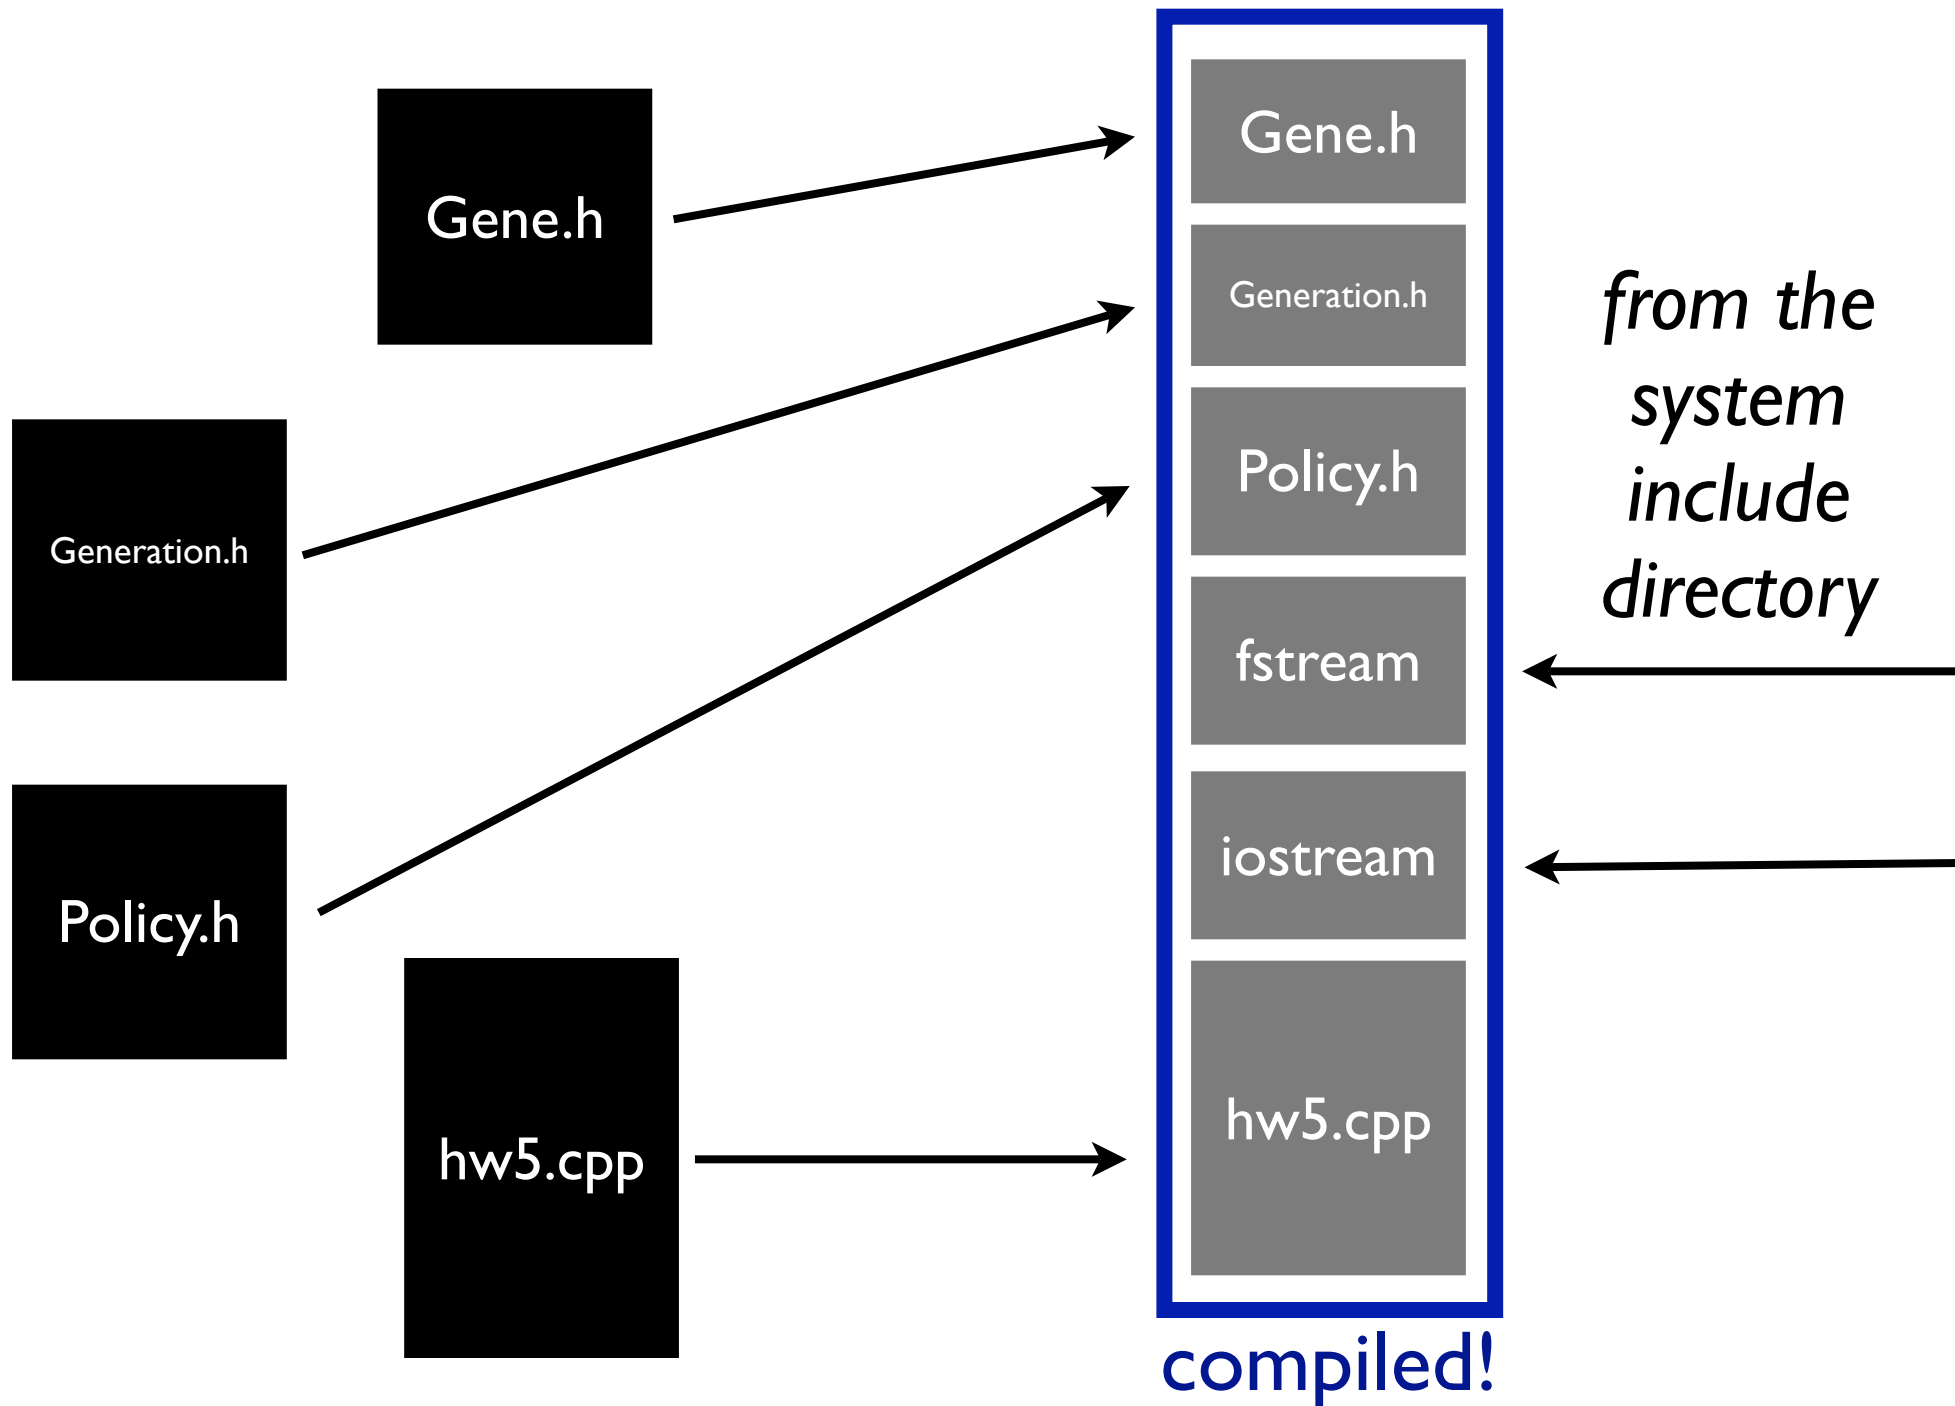 Gene.h
Generation.h
Policy.h
hw5.cpp
Gene.h
Generation.h
Policy.h
fstream
iostream
hw5.cpp
compiled!
from the
system
include
directory